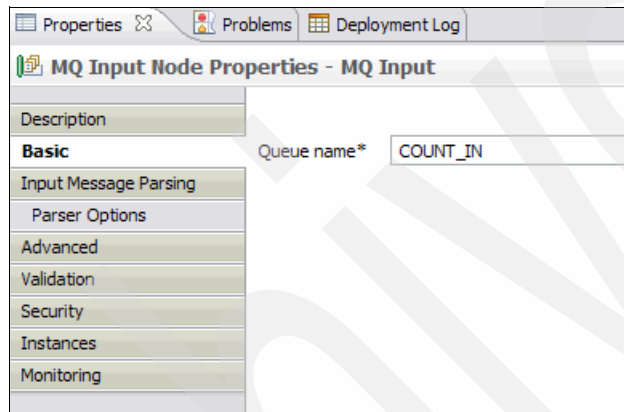 Properties Problems Deployment Log
MQ Input Node Properties - MQ Input
Description
Basic Queue name* COUNT_IN
Input Message Parsing
Parser Options
Advanced
Validation
Security
Instances
Monitoring